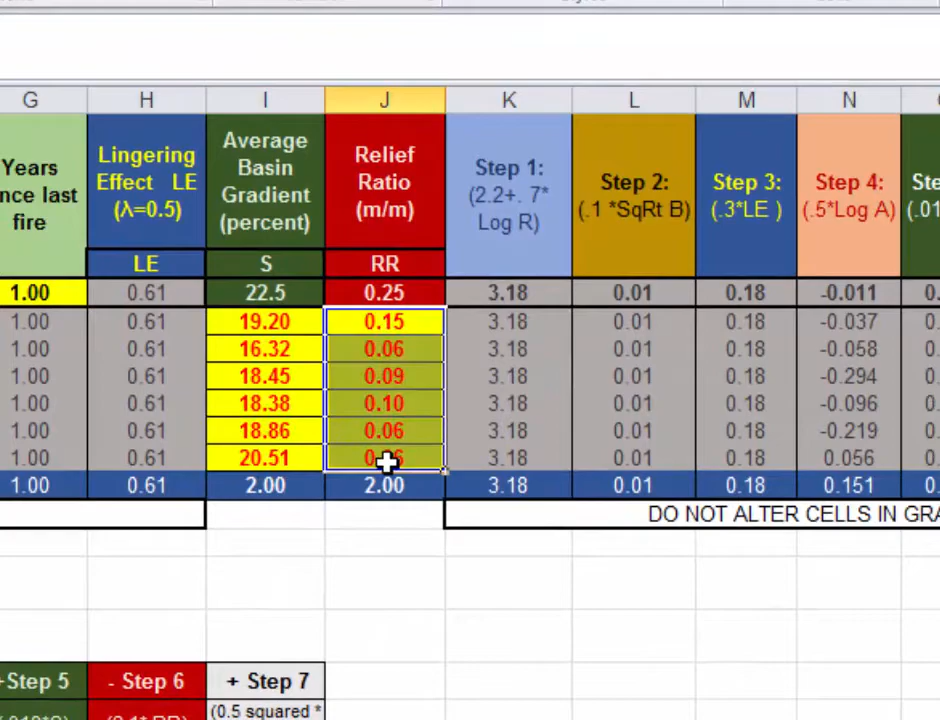 G H I J K L M N
Years
nce last
fire
Lingering
Effect LE
(λ=0.5)
Average
Basin
Gradient
(percent)
Relief
Ratio
(m/m)
Step 1:
(2.2+. 7*
Log R)
Step 2:
(.1 *SqRt B)
Step 3:
(.3*LE )
Step 4:
(.5*Log A)
Ste
(.01
LE S RR
1.00 0.61 22.5 0.25 3.18 0.01 0.18 -0.011 0.
1.00 0.61 19.20 0.15 3.18 0.01 0.18 -0.037 0.
1.00 0.61 16.32 0.06 3.18 0.01 0.18 -0.058 0.
1.00 0.61 18.45 0.09 3.18 0.01 0.18 -0.294 0.
1.00 0.61 18.38 0.10 3.18 0.01 0.18 -0.096 0.
1.00 0.61 18.86 0.06 3.18 0.01 0.18 -0.219 0.
1.00 0.61 20.51 3.18 0.01 0.18 0.056 0.
1.00 0.61 2.00 2.00 3.18 0.01 0.18 0.151 0.
DO NOT ALTER CELLS IN GRA
+Step 5 - Step 6 + Step 7
(0.5 squared *